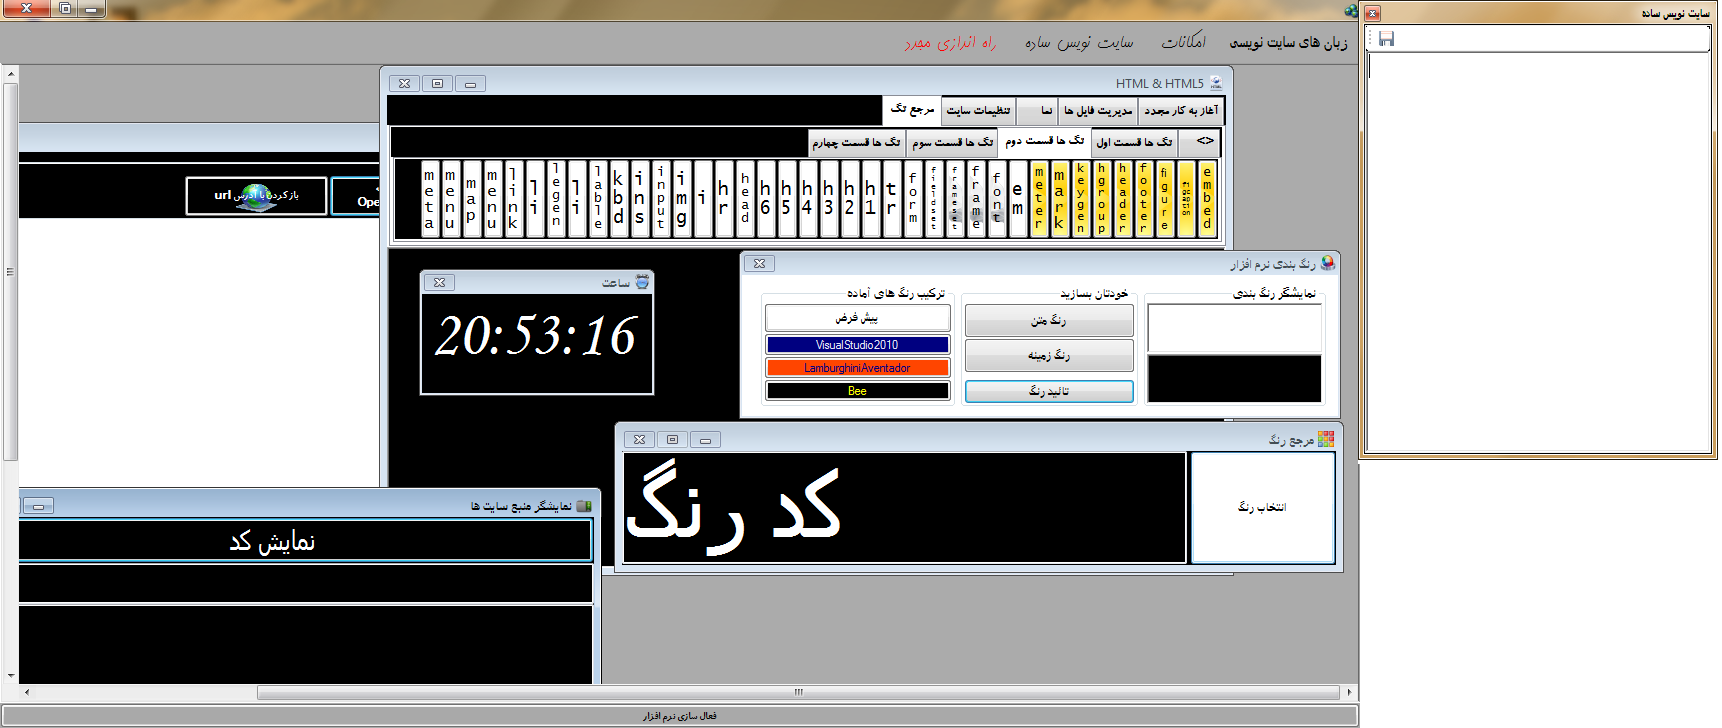 سایت نویس ساده
زبان های سایت نویسی
امکانات
سایت نویس ساده
راه اندازی مجدد
HTML & HTML5
آغاز به کار مجدد
مدیریت فایل ها
نما
تنظیمات سایت
مرجع تگ
<>
تگ ها قسمت اول
تگ ها قسمت دوم
تگ ها قسمت سوم
تگ ها قسمت چهارم
embed
figcaption
figure
footer
header
hgroup
keygen
mark
meter
em
font
frame
frameset
fieldset
form
tr
h1
h2
h3
h4
h5
h6
head
hr
i
img
input
ins
kbd
lable
li
legen
li
link
menu
map
menu
meta
باز کردن با آدرس url
Ope
ساعت
20:53:16
رنگ بندی نرم افزار
نمایشگر رنگ بندی
خودتان بسازید
رنگ متن
رنگ زمینه
تائید رنگ
ترکیب رنگ های آماده
پیش فرض
VisualStudio2010
LamburghiniAventador
Bee
مرجع رنگ
انتخاب رنگ
کد رنگ
نمایشگر منبع سایت ها
نمایش کد
فعال سازی نرم افزار